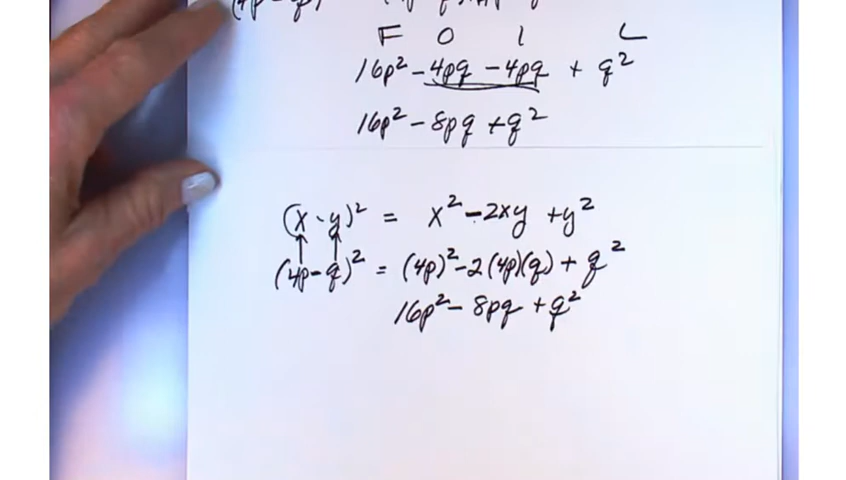 F O I L
16p² - 4pq - 4pq + q²
16p² - 8pq + q²
(x - y)² = x² - 2xy + y²
(4p - q)² = (4p)² - 2(4p)(q) + q²
16p² - 8pq + q²